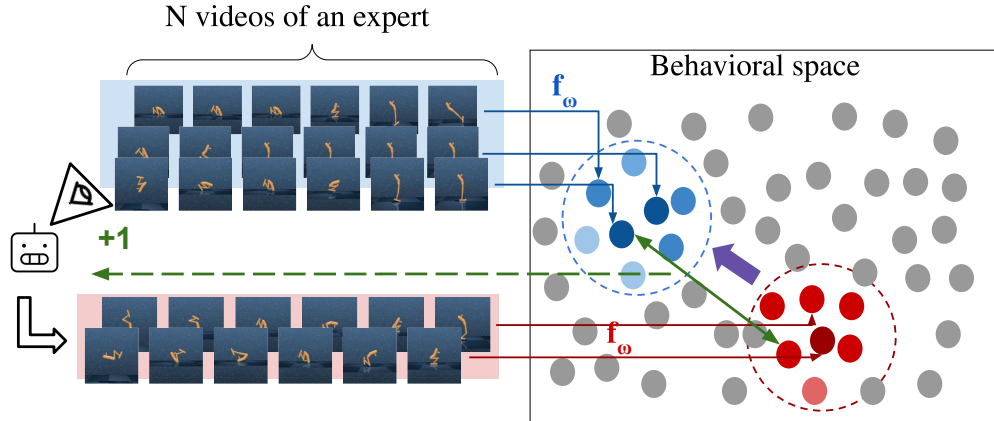 N videos of an expert
Behavioral space
fω
+1
fω